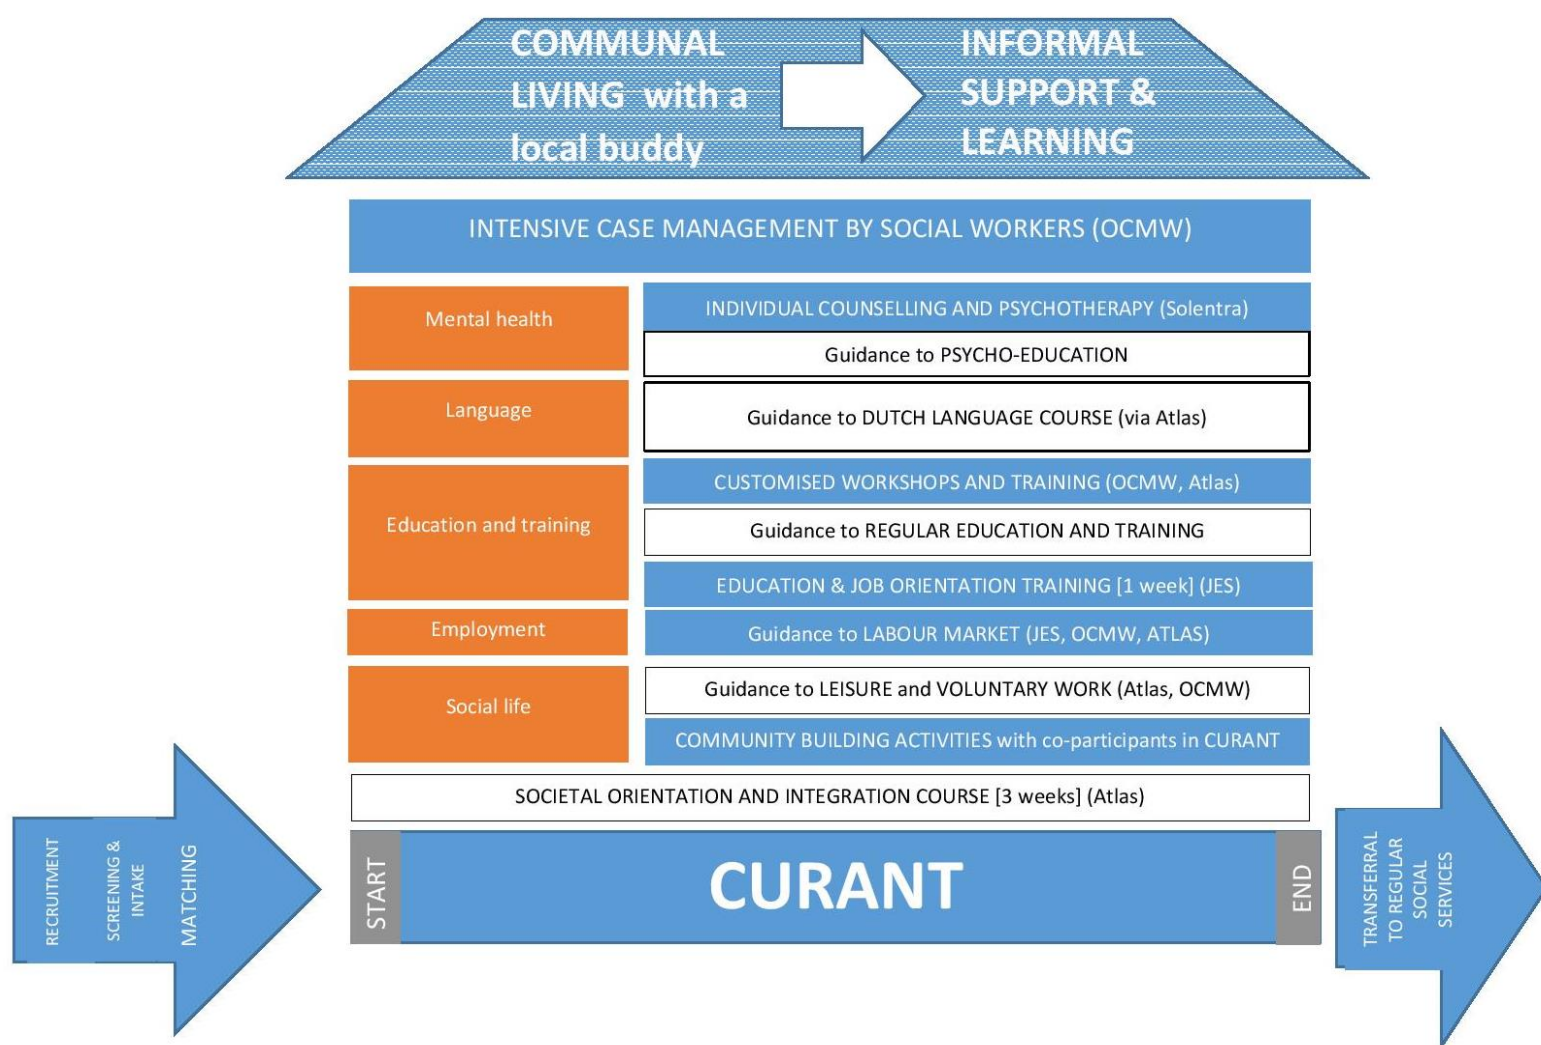 COMMUNAL
LIVING with a
local buddy
INFORMAL
SUPPORT &
LEARNING
INTENSIVE CASE MANAGEMENT BY SOCIAL WORKERS (OCMW)
Mental health
INDIVIDUAL COUNSELLING AND PSYCHOTHERAPY (Solentra)
Guidance to PSYCHO-EDUCATION
Language
Guidance to DUTCH LANGUAGE COURSE (via Atlas)
Education and training
CUSTOMISED WORKSHOPS AND TRAINING (OCMW, Atlas)
Guidance to REGULAR EDUCATION AND TRAINING
EDUCATION & JOB ORIENTATION TRAINING [1 week] (JES)
Employment
Guidance to LABOUR MARKET (JES, OCMW, ATLAS)
Social life
Guidance to LEISURE and VOLUNTARY WORK (Atlas, OCMW)
COMMUNITY BUILDING ACTIVITIES with co-participants in CURANT
SOCIETAL ORIENTATION AND INTEGRATION COURSE [3 weeks] (Atlas)
RECRUITMENT
SCREENING &
INTAKE
MATCHING
START
CURANT
END
TRANSFERRAL
TO REGULAR
SOCIAL
SERVICES